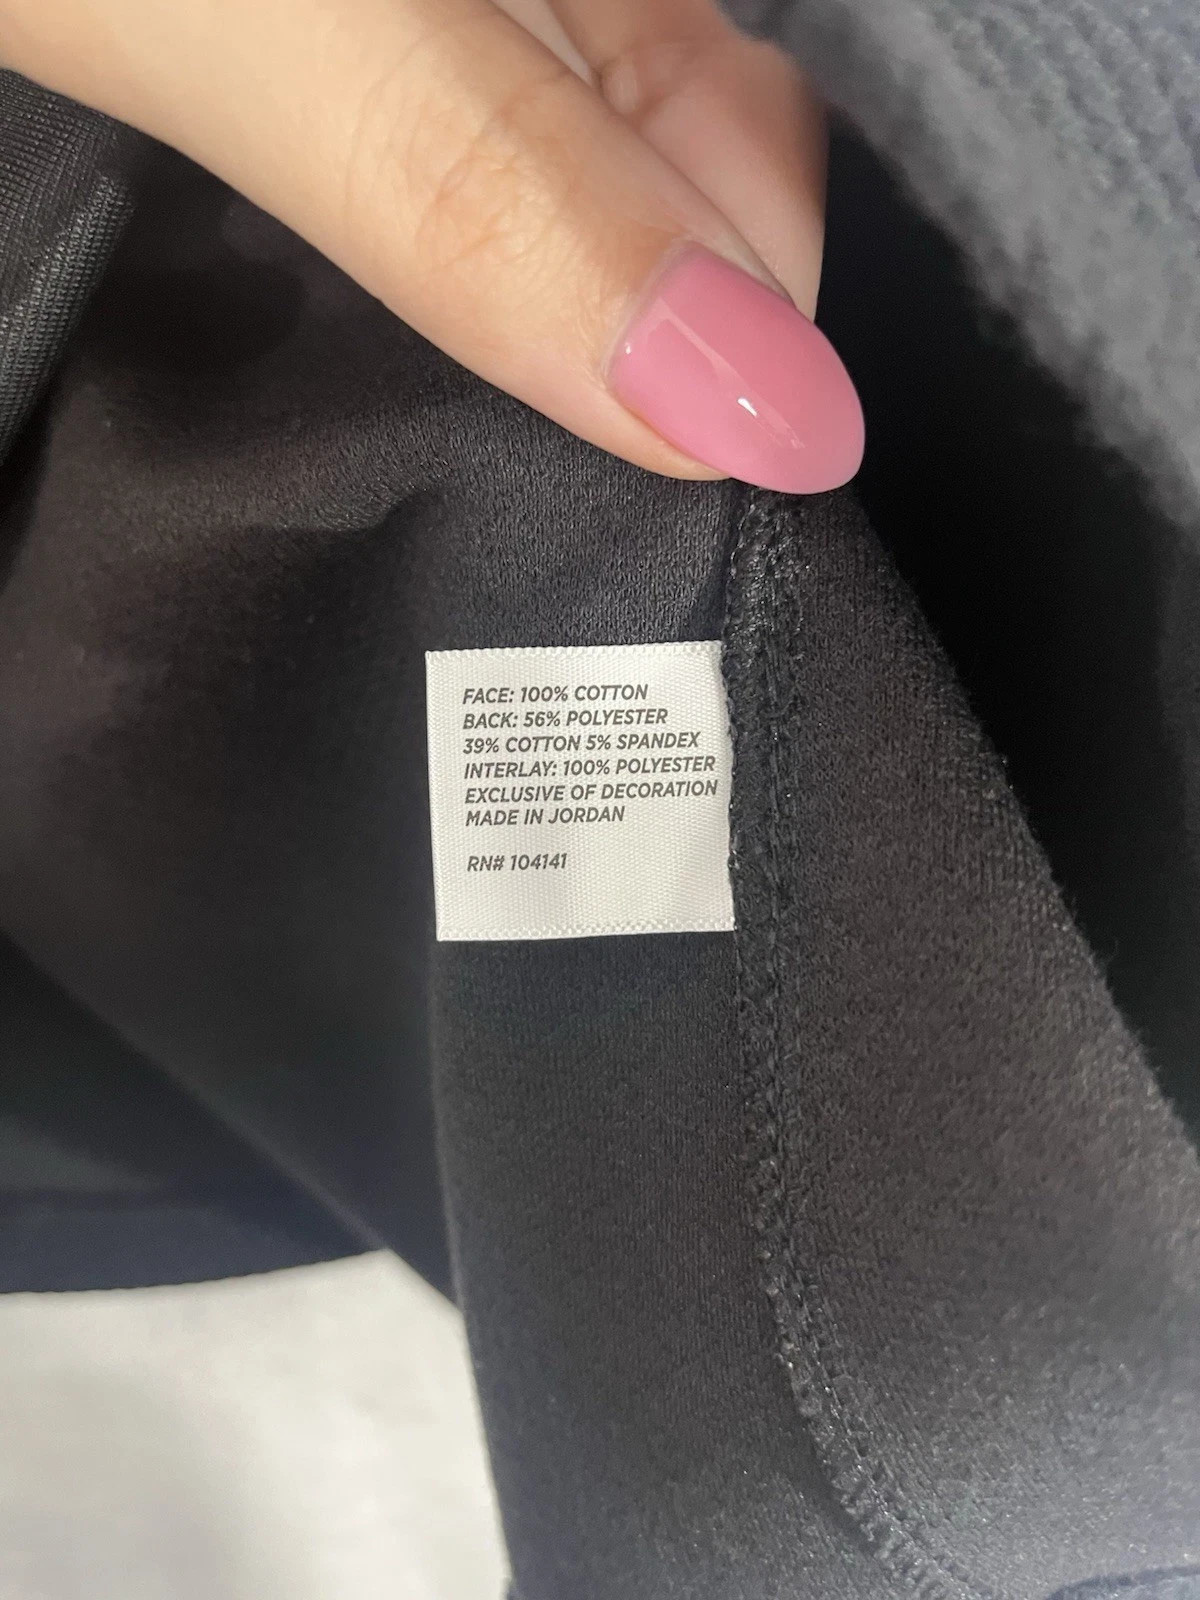 FACE: 100% COTTON
BACK: 56% POLYESTER
39% COTTON 5% SPANDEX
INTERLAY: 100% POLYESTER
EXCLUSIVE OF DECORATION
MADE IN JORDAN
RN# 104141